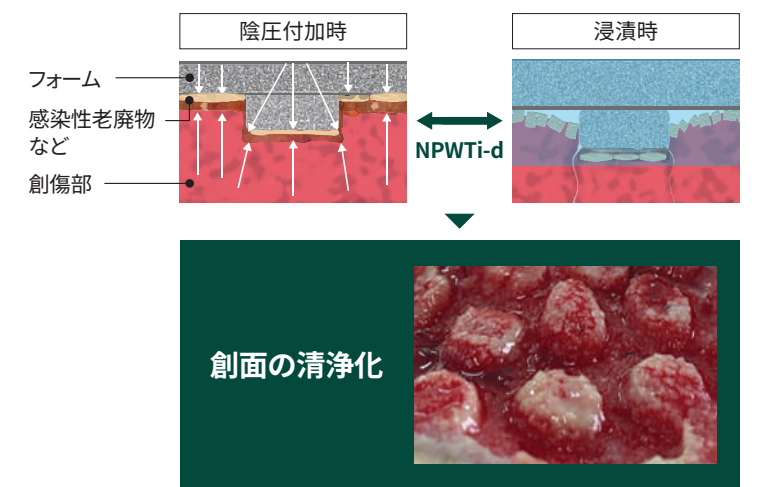 陰圧付加時
浸漬時
フォーム
感染性老廃物
など
創傷部
NPWTi-d
創面の清浄化